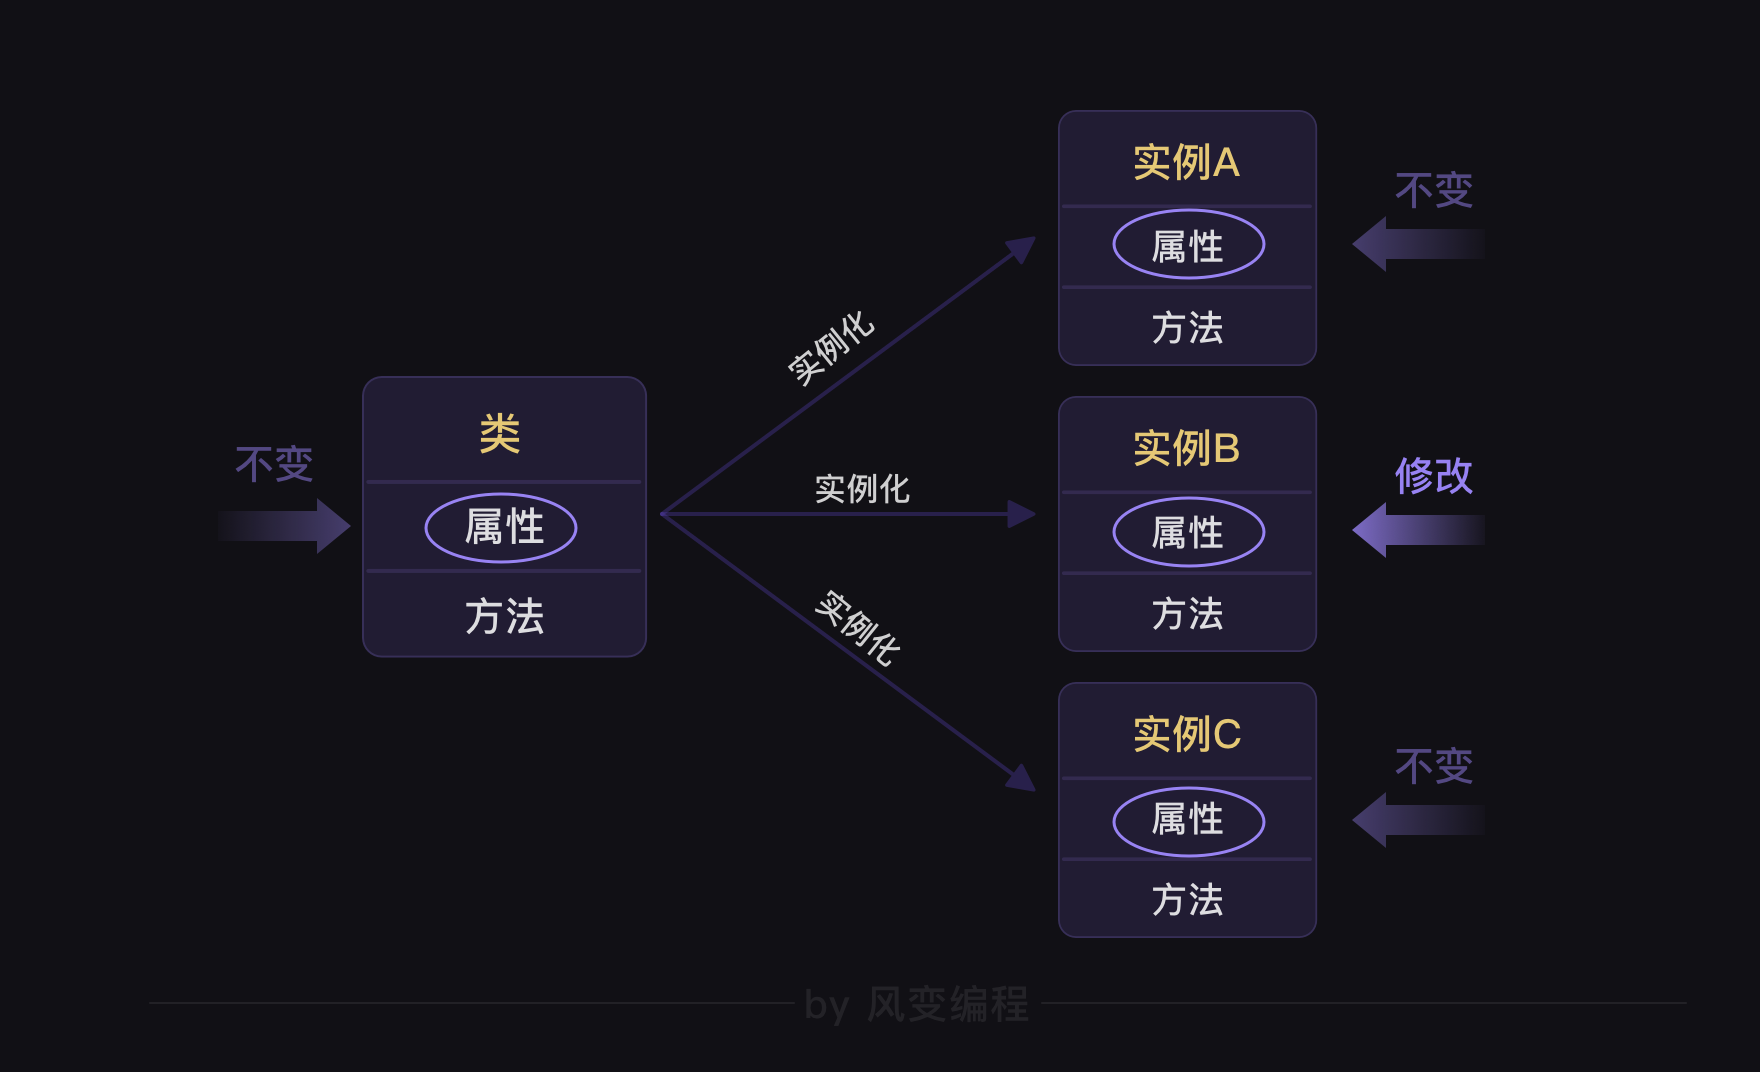 不变
类
属性
方法
实例化
实例化
实例化
实例A
属性
方法
不变
实例B
属性
方法
修改
实例C
属性
方法
不变
by 风变编程